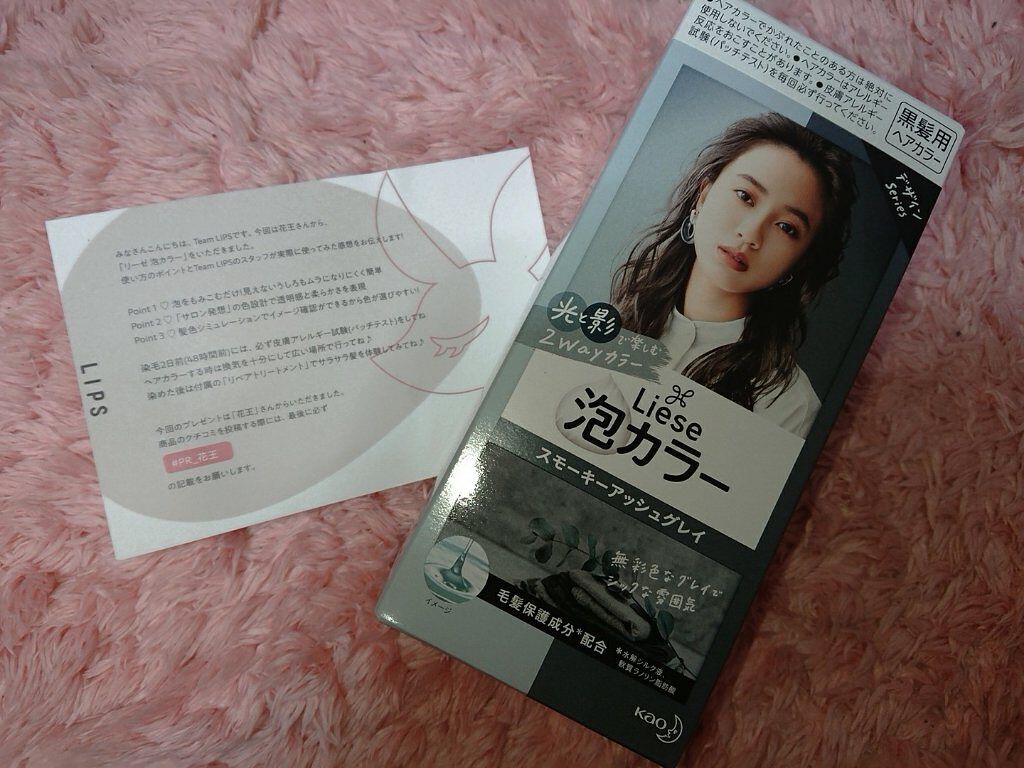 みなさんこんにちは、Team LIPSです。今回は花王さんから、
「リーゼ 泡カラー」をいただきました。
使い方のポイントとTeam LIPSのスタッフが実際に使ってみた感想をお伝えします!
Point 1 ♡ 泡をもみこむだけ!見えないうしろもムラになりにくく簡単
Point 2 ♡ 「サロン発想」の色設計で透明感と柔らかさを表現
Point 3 ♡ 髪色シミュレーションでイメージ確認ができるから色が選びやすい!
染毛2日前(48時間前)には、必ず皮膚アレルギー試験(パッチテスト)をしてね
ヘアカラーする時は換気を十分にして広い場所で行ってね♪
染めた後は付属の「リペアトリートメント」でサラサラ髪を体験してみてね♪
今回のプレゼントは「花王」さんからいただきました。
商品のクチコミを投稿する際には、最後に必ず
#PR_花王
の記載をお願いします。
LIPS
ヘアカラーでかぶれたことのある方は絶対に
使用しないでください。●ヘアカラーはアレルギー
反応をおこすことがあります。●皮膚アレルギー
試験(パッチテスト)を毎回必ず行ってください。
黒髪用
ヘアカラー
デザイン
Series
光と影で楽しむ
2Wayカラー
Liese
泡カラー
スモーキーアッシュグレイ
無彩色なグレイで
シックな雰囲気
イメージ
毛髪保護成分*配合
*水解シルク液、
軟質ラノリン脂肪酸
Kao